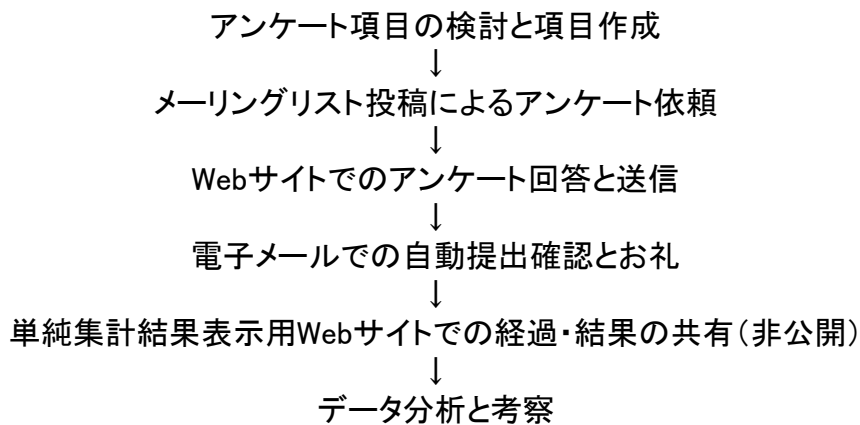 アンケート項目の検討と項目作成
↓
メーリングリスト投稿によるアンケート依頼
↓
Webサイトでのアンケート回答と送信
↓
電子メールでの自動提出確認とお礼
↓
単純集計結果表示用Webサイトでの経過・結果の共有(非公開)
↓
データ分析と考察